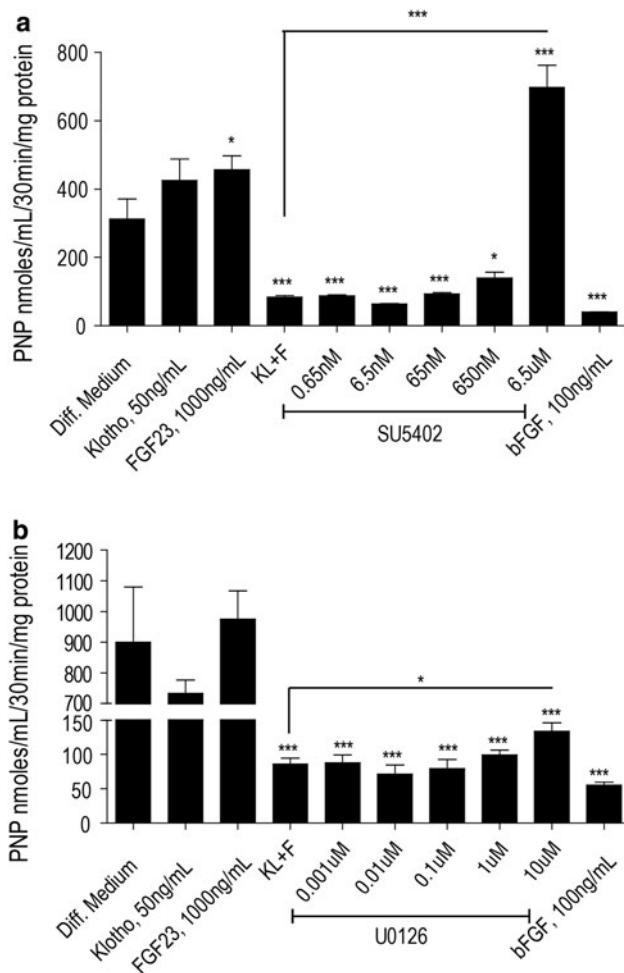 a
***
PNP nmoles/mL/30min/mg protein
800
600
400
200
0
*
***
***
***
***
*
***
***
Diff. Medium
Klotho, 50ng/mL
FGF23, 1000ng/mL
KL+F
0.65nM
6.5nM
65nM
650nM
6.5uM
bFGF, 100ng/mL
SU5402
b
PNP nmoles/mL/30min/mg protein
1200
1100
1000
900
800
700
150
100
50
0
*
***
***
***
***
***
***
***
Diff. Medium
Klotho, 50ng/mL
FGF23, 1000ng/mL
KL+F
0.001uM
0.01uM
0.1uM
1uM
10uM
bFGF, 100ng/mL
U0126